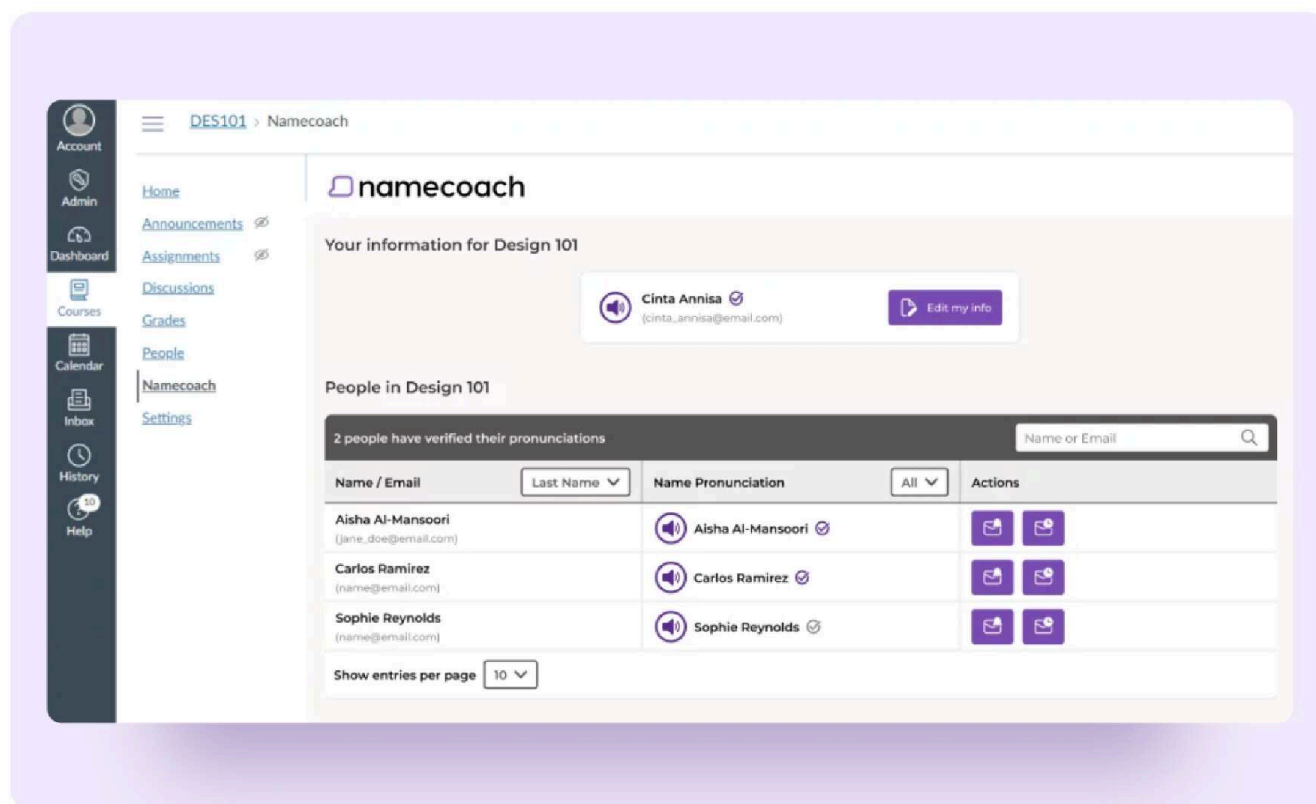 Account
Admin
Dashboard
Courses
Calendar
Inbox
History
10
Help
DES101 > Namecoach
Home
Announcements
Assignments
Discussions
Grades
People
Namecoach
Settings
namecoach
Your information for Design 101
Cinta Annisa
(cinta_annisa@email.com)
Edit my info
People in Design 101
2 people have verified their pronunciations
Name or Email
Name / Email Last Name Name Pronunciation All Actions
Aisha Al-Mansoori
(jane_doe@email.com)
Aisha Al-Mansoori
Carlos Ramirez
(name@email.com)
Carlos Ramirez
Sophie Reynolds
(name@email.com)
Sophie Reynolds
Show entries per page 10